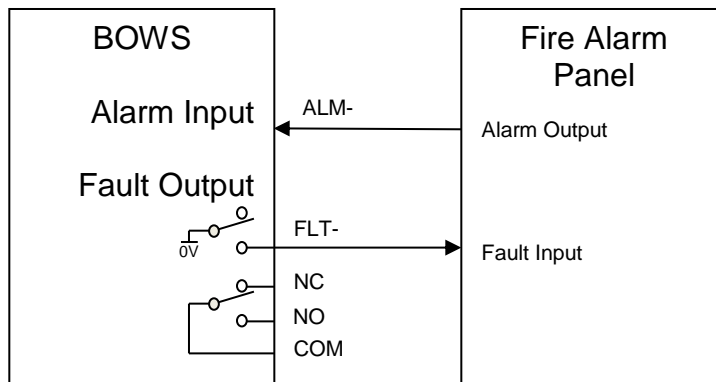 BOWS
Alarm Input
Fault Output
0V
ALM-
FLT-
NC
NO
COM
Fire Alarm
Panel
Alarm Output
Fault Input